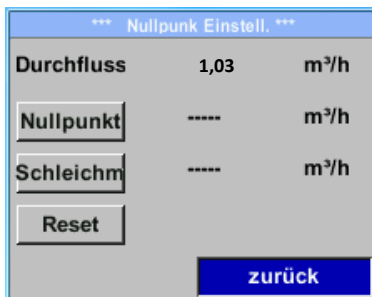 *** Nullpunk Einstell. ***
Durchfluss 1,03 m³/h
Nullpunkt ----- m³/h
Schleichm ----- m³/h
Reset
zurück